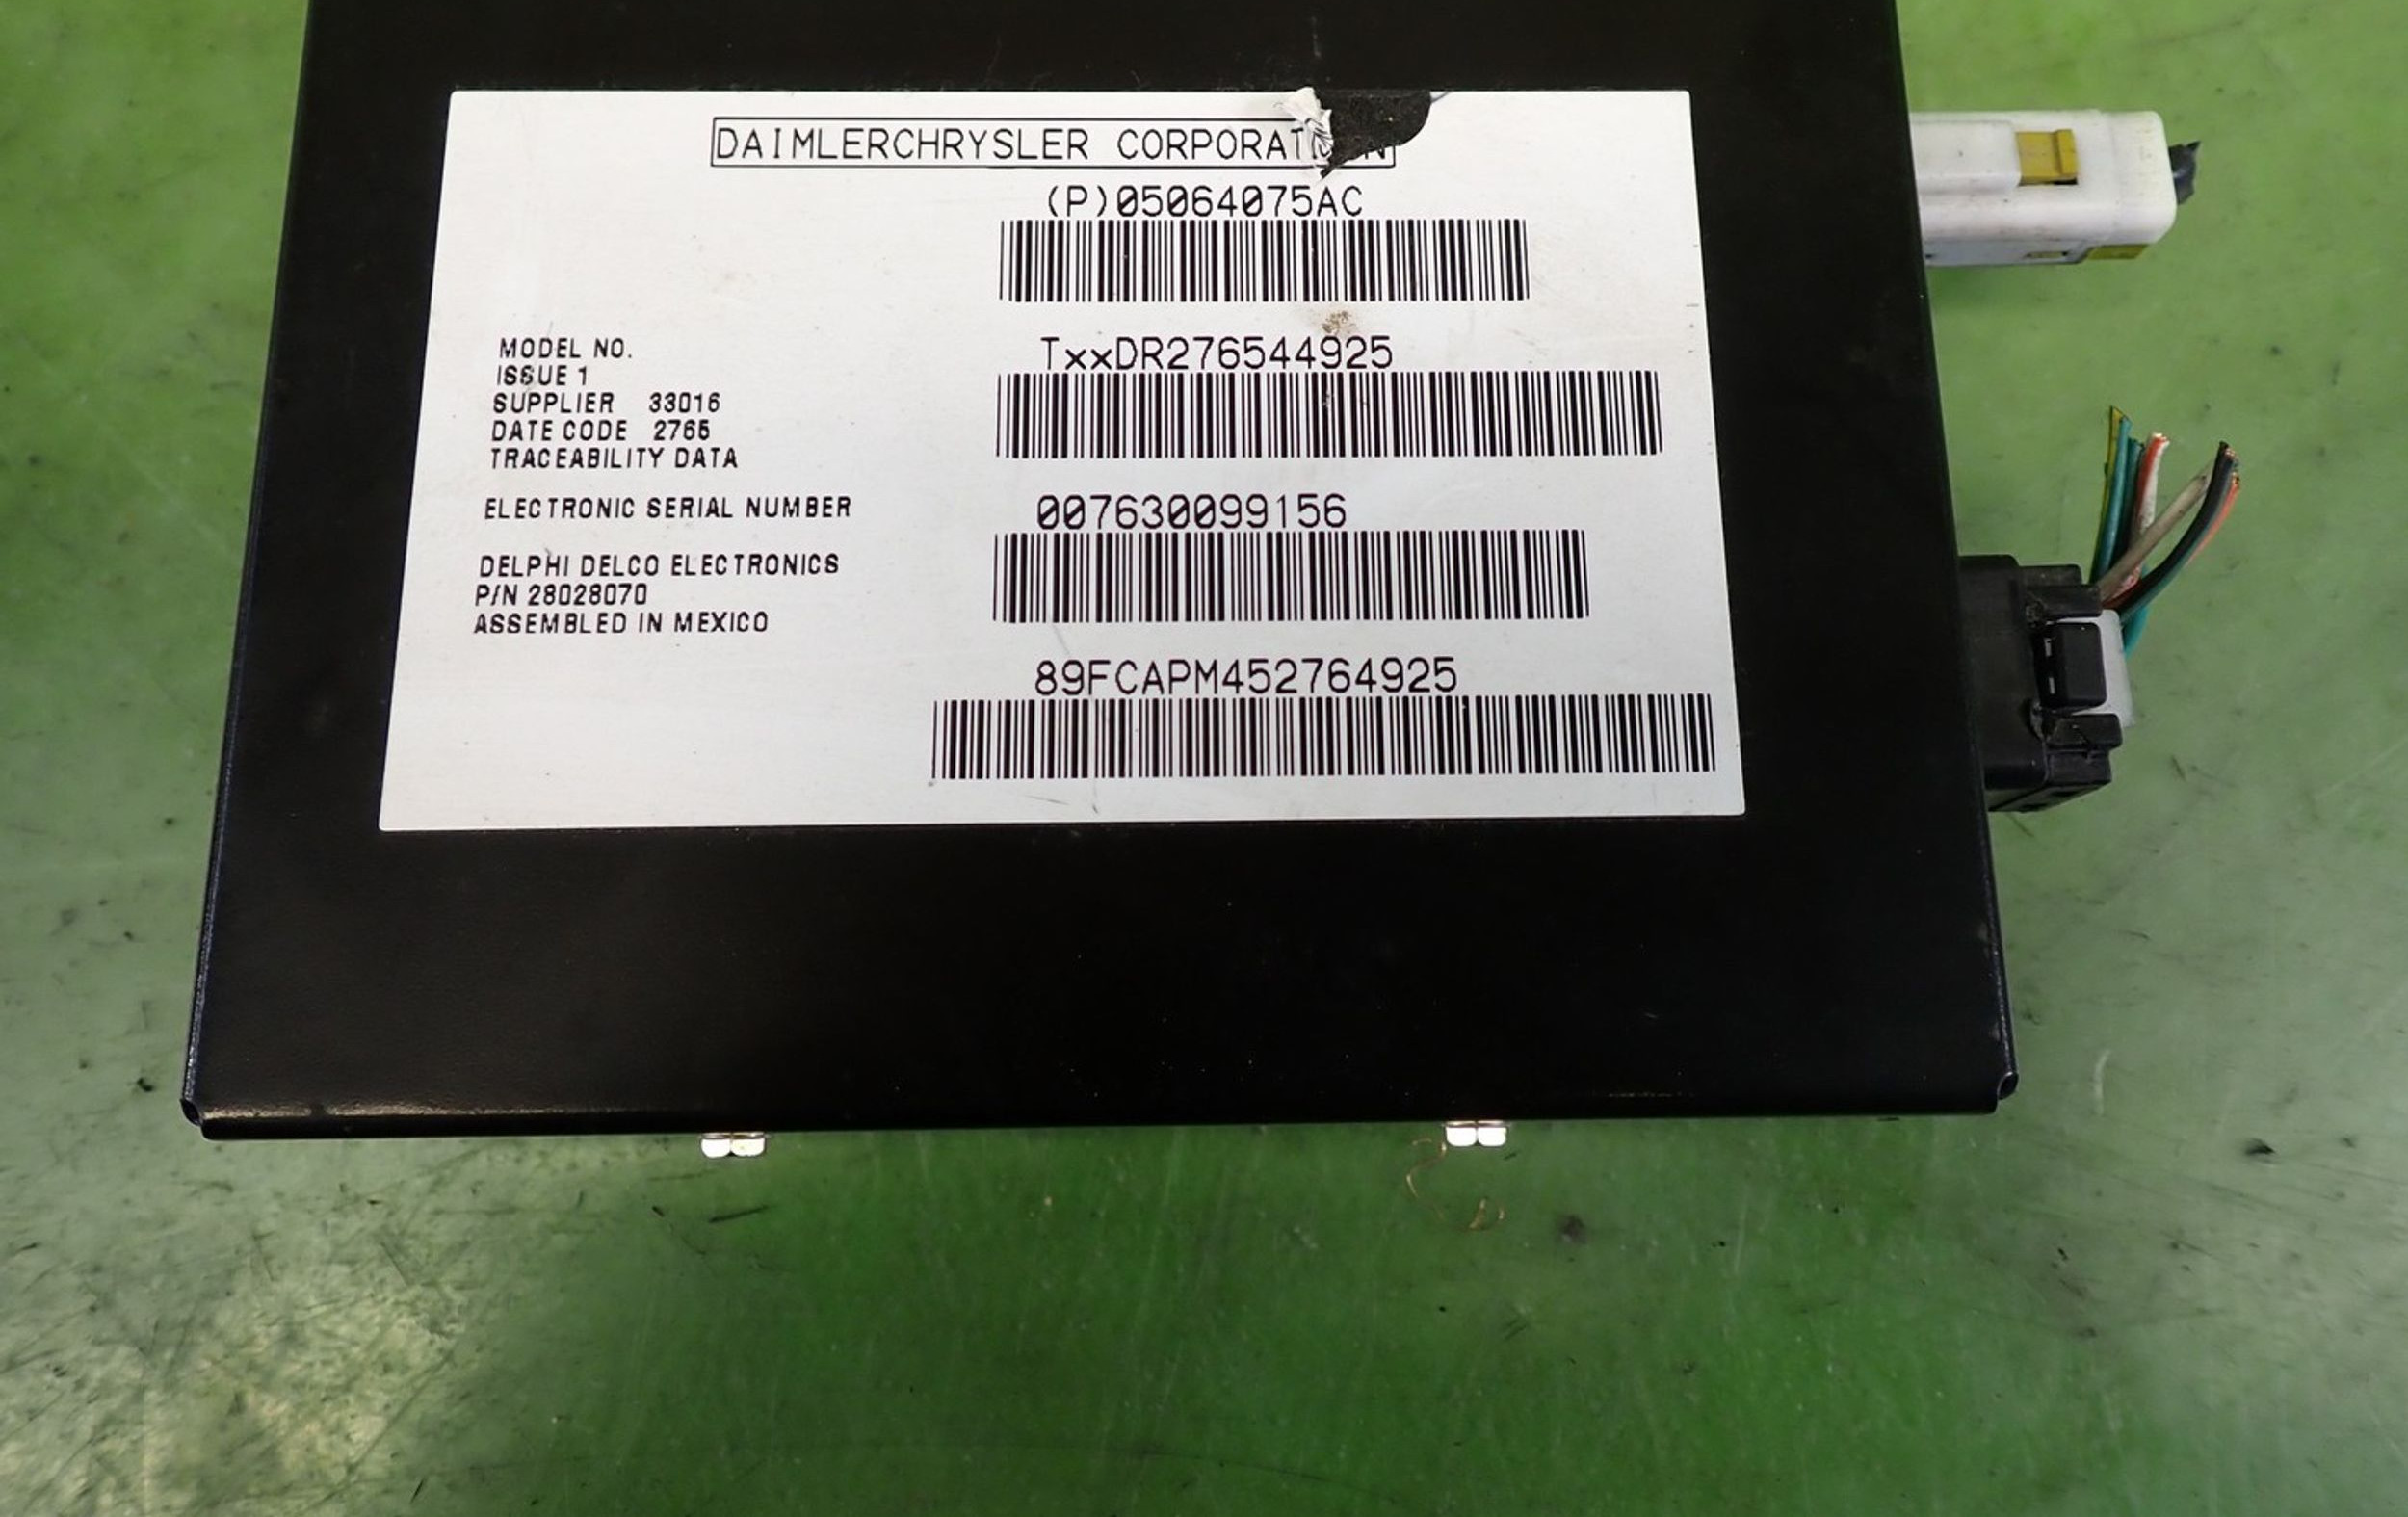 DAIMLERCHRYSLER
(P)05064075AC
MODEL NO.
ISSUE 1
SUPPLIER 33016
DATE CODE 2765
TRACEABILITY DATA
TxxDR276544925
ELECTRONIC SERIAL NUMBER
007630099156
DELPHI DELCO ELECTRONICS
P/N 28028070
ASSEMBLED IN MEXICO
89FCAPM452764925